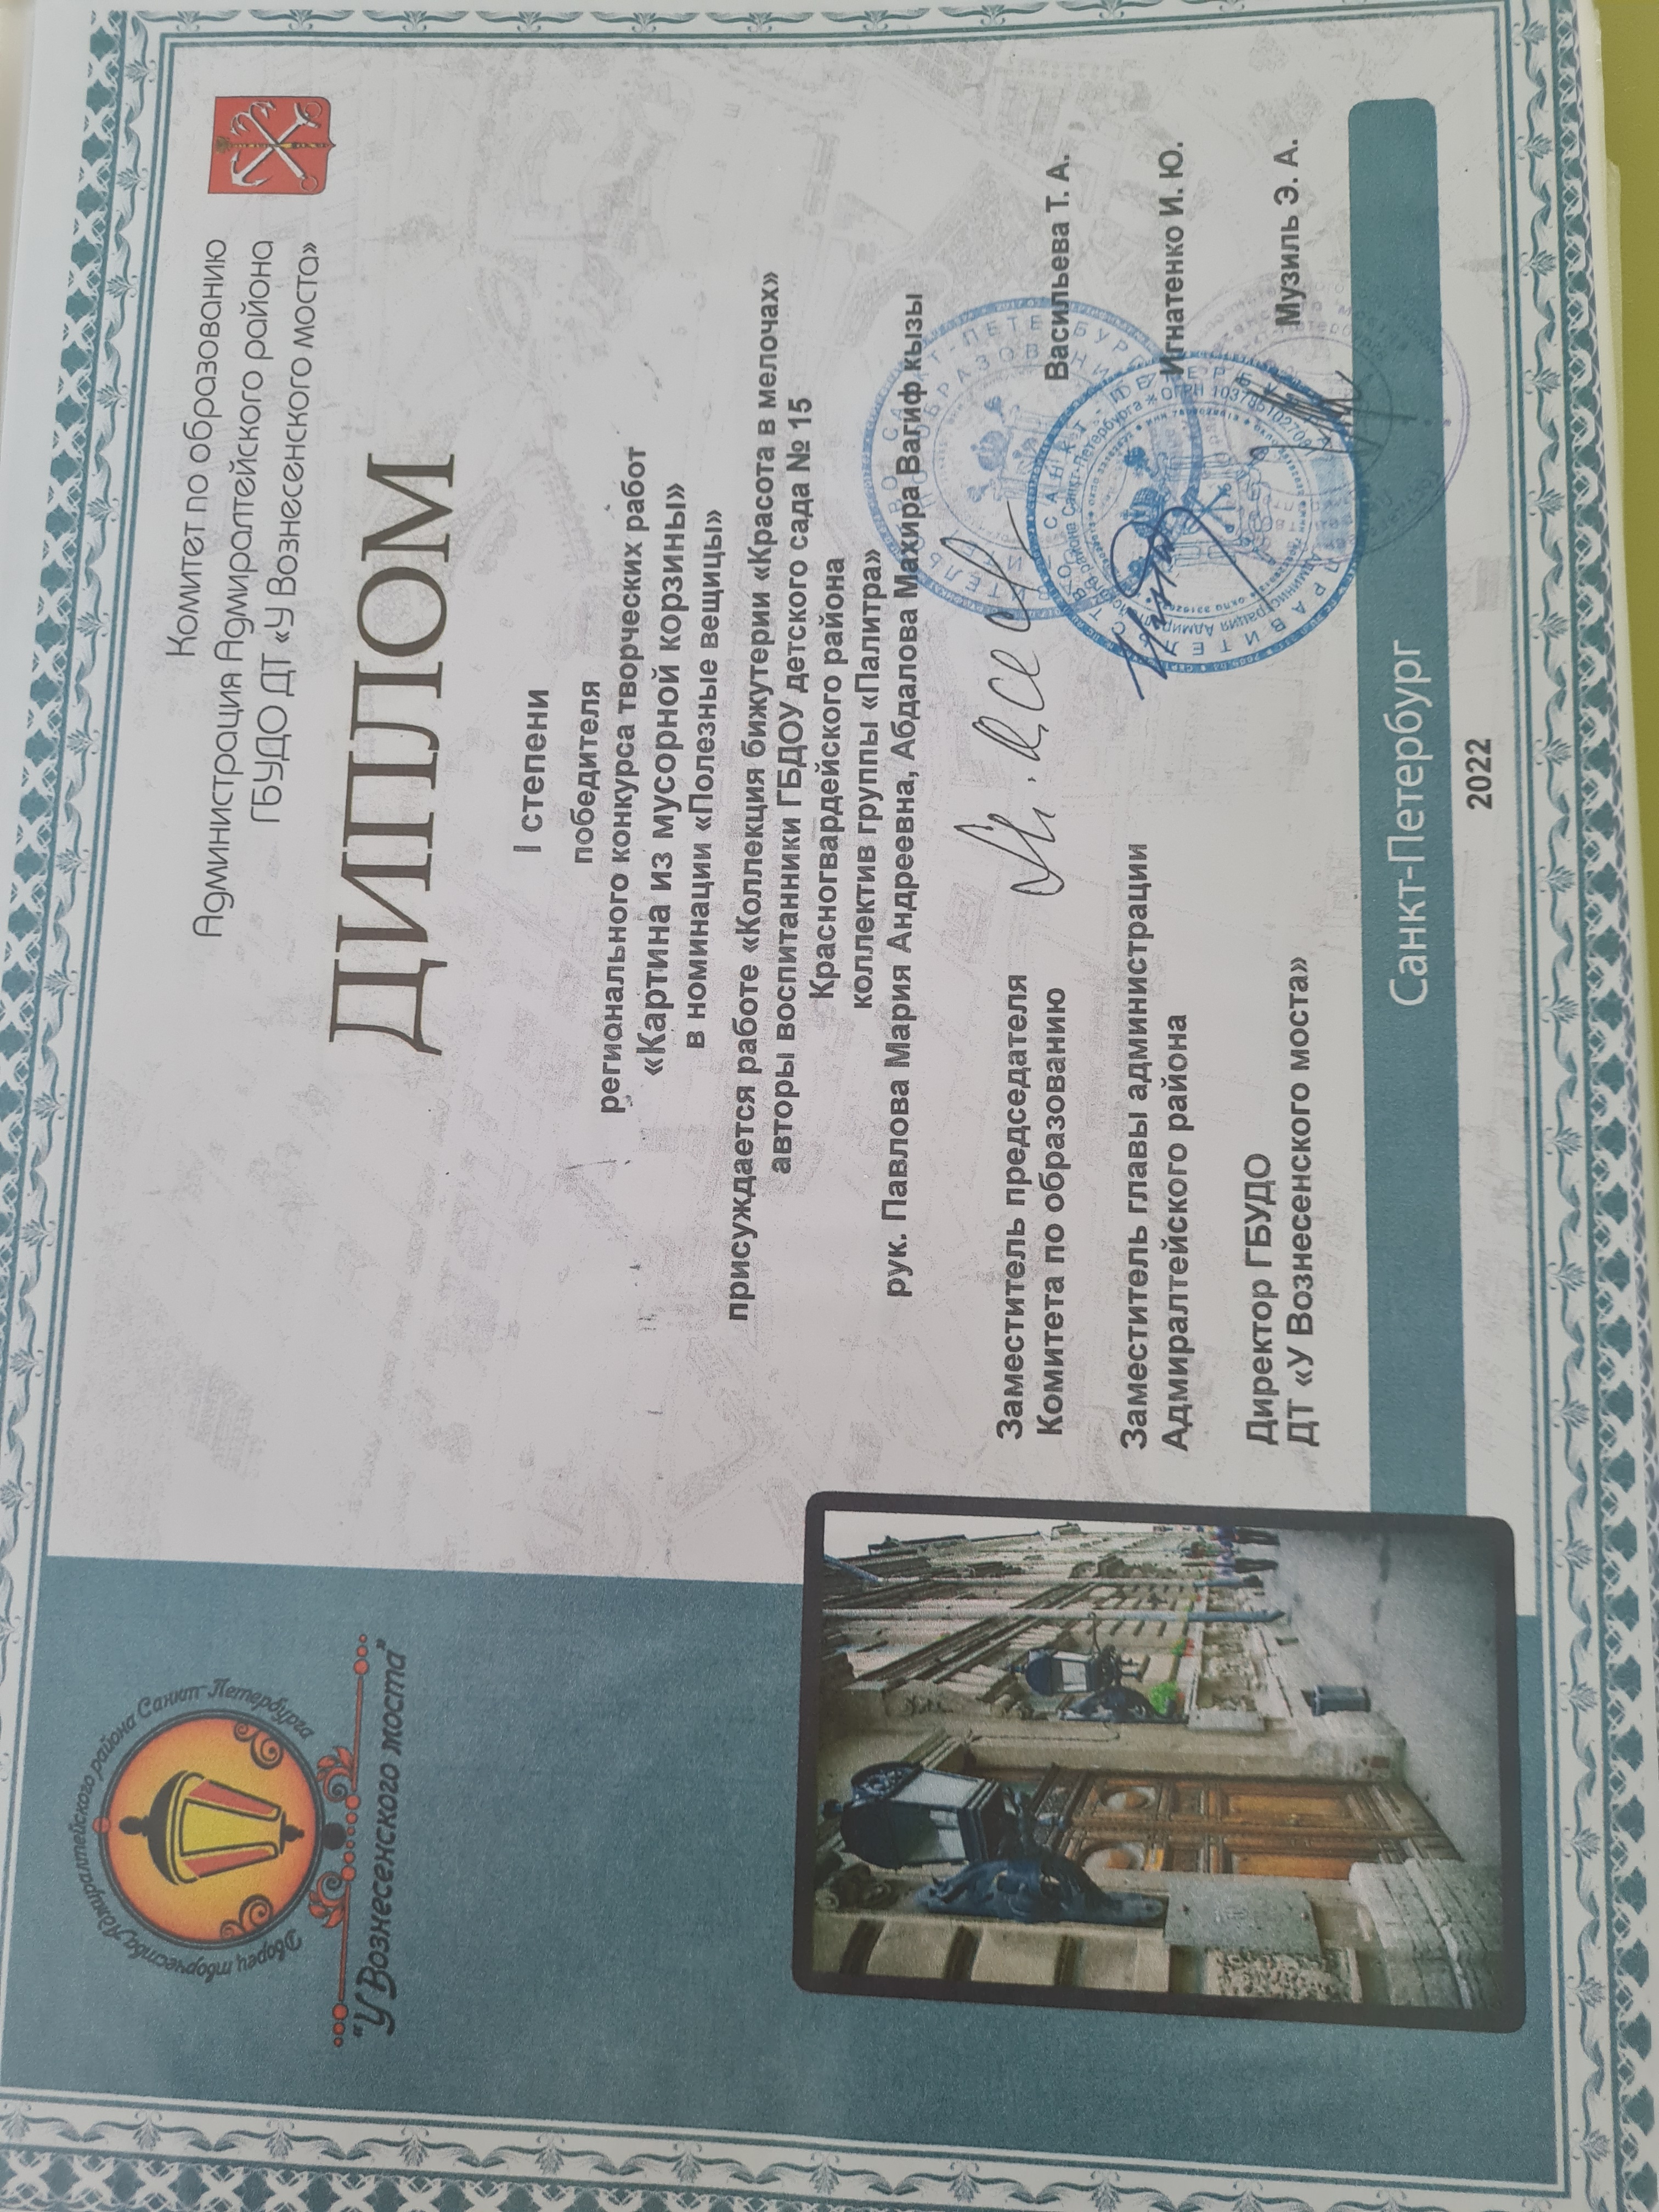 Комитет по образованию
Администрация Адмиралтейского района
ГБУДО ДТ «У Вознесенского моста»
Дворец творчества Адмиралтейского района Санкт-Петербурга
"У Вознесенского моста"
ДИПЛОМ
I степени
победителя
регионального конкурса творческих работ
«Картина из мусорной корзины»
в номинации «Полезные вещицы»
присуждается работе «Коллекция бижутерии «Красота в мелочах»
авторы воспитанники ГБДОУ детского сада № 15
Красногвардейского района
коллектив группы «Палитра»
рук. Павлова Мария Андреевна, Абдалова Махира Вагиф кызы
Заместитель председателя
Комитета по образованию
Васильева Т. А.
Заместитель главы администрации
Адмиралтейского района
Игнатенко И. Ю.
Директор ГБУДО
ДТ «У Вознесенского моста»
Музиль Э. А.
Санкт-Петербург
2022